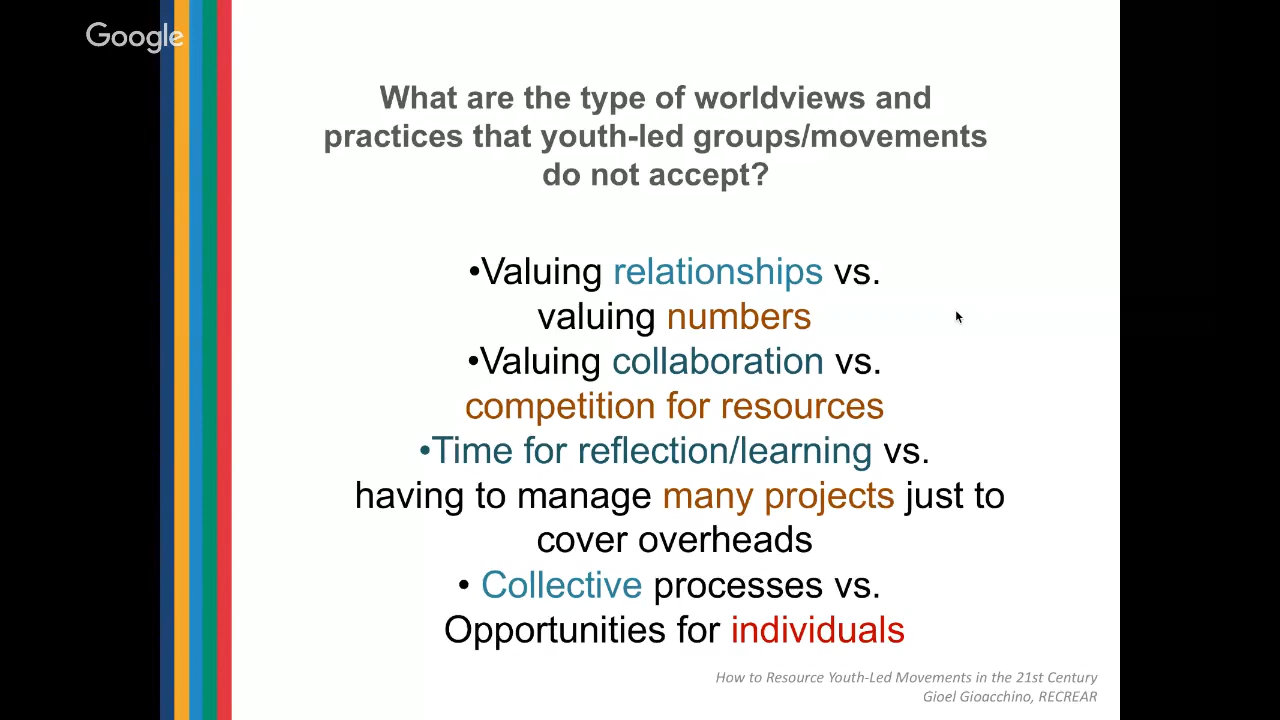 Google
What are the type of worldviews and
practices that youth-led groups/movements
do not accept?
•Valuing relationships vs.
valuing numbers
•Valuing collaboration vs.
competition for resources
•Time for reflection/learning vs.
having to manage many projects just to
cover overheads
• Collective processes vs.
Opportunities for individuals
How to Resource Youth-Led Movements in the 21st Century
Gioel Gioacchino, RECREAR